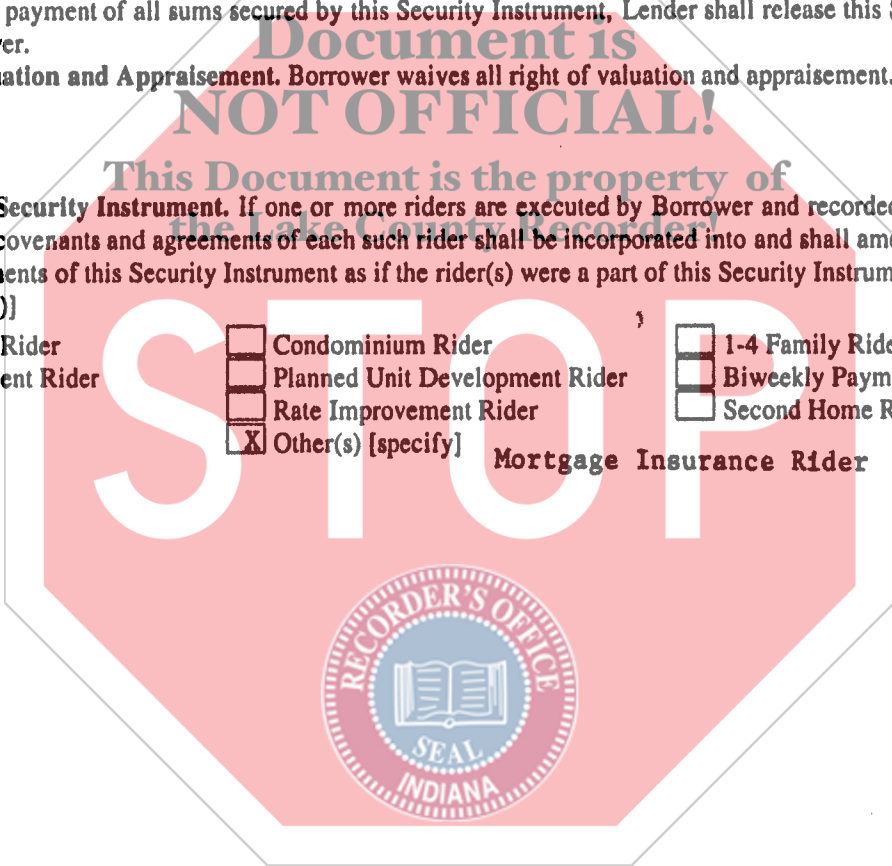 payment of all sums secured by this Security Instrument, Lender shall release this
er.
Document is
ation and Appraisement. Borrower waives all right of valuation and appraisement.
NOT OFFICIAL!
This Document is the property of
Security Instrument. If one or more riders are executed by Borrower and recorded
the Lake County Recorder!
covenants and agreements of each such rider shall be incorporated into and shall am
ents of this Security Instrument as if the rider(s) were a part of this Security Instrum
)]
Rider Condominium Rider 1-4 Family Ride
ent Rider Planned Unit Development Rider Biweekly Paym
Rate Improvement Rider Second Home R
X Other(s) [specify] Mortgage Insurance Rider
STOP
RECORDER'S OFFICE
SEAL
INDIANA